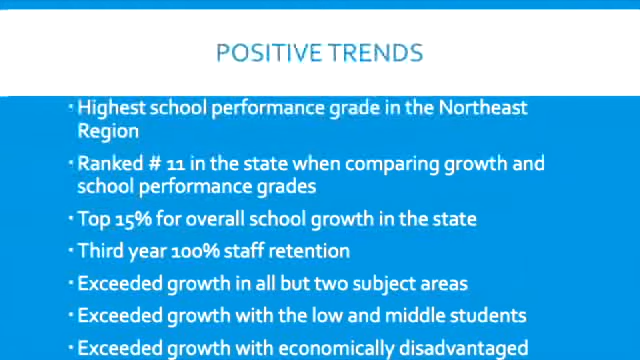 POSITIVE TRENDS
▪ Highest school performance grade in the Northeast
Region
▪ Ranked # 11 in the state when comparing growth and
school performance grades
▪ Top 15% for overall school growth in the state
▪ Third year 100% staff retention
▪ Exceeded growth in all but two subject areas
▪ Exceeded growth with the low and middle students
▪ Exceeded growth with economically disadvantaged